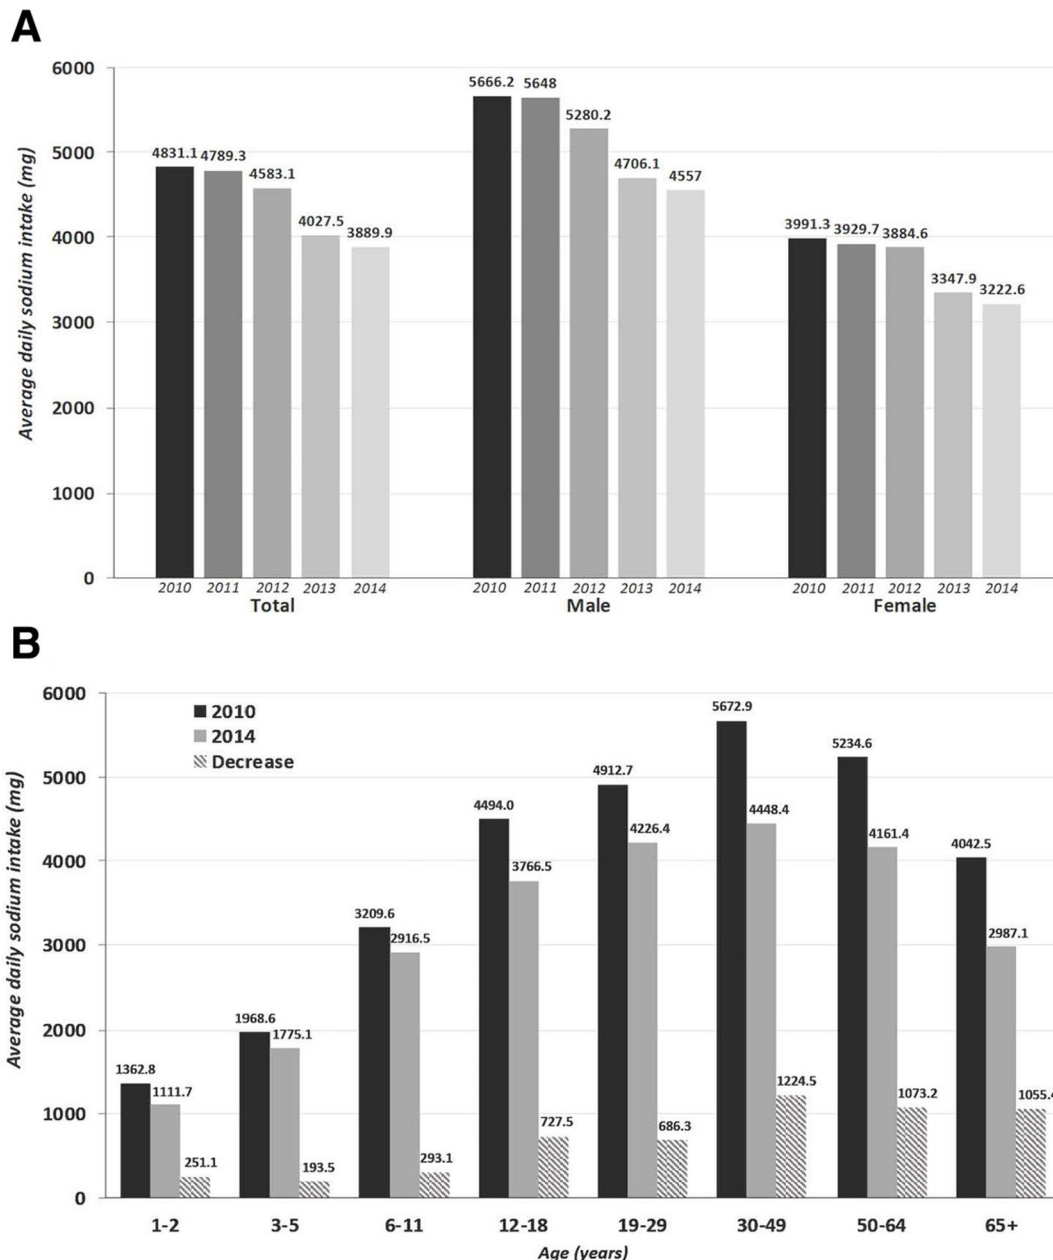 A
Average daily sodium intake (mg)
6000
5000
4000
3000
2000
1000
0
4831.1 4789.3 4583.1 4027.5 3889.9
5666.2 5648 5280.2 4706.1 4557
3991.3 3929.7 3884.6 3347.9 3222.6
2010 2011 2012 2013 2014
Total
2010 2011 2012 2013 2014
Male
2010 2011 2012 2013 2014
Female
B
Average daily sodium intake (mg)
6000
5000
4000
3000
2000
1000
0
2010
2014
Decrease
1362.8 1111.7 251.1
1968.6 1775.1 193.5
3209.6 2916.5 293.1
4494.0 3766.5 727.5
4912.7 4226.4 686.3
5672.9 4448.4 1224.5
5234.6 4161.4 1073.2
4042.5 2987.1 1055.4
1-2 3-5 6-11 12-18 19-29 30-49 50-64 65+
Age (years)